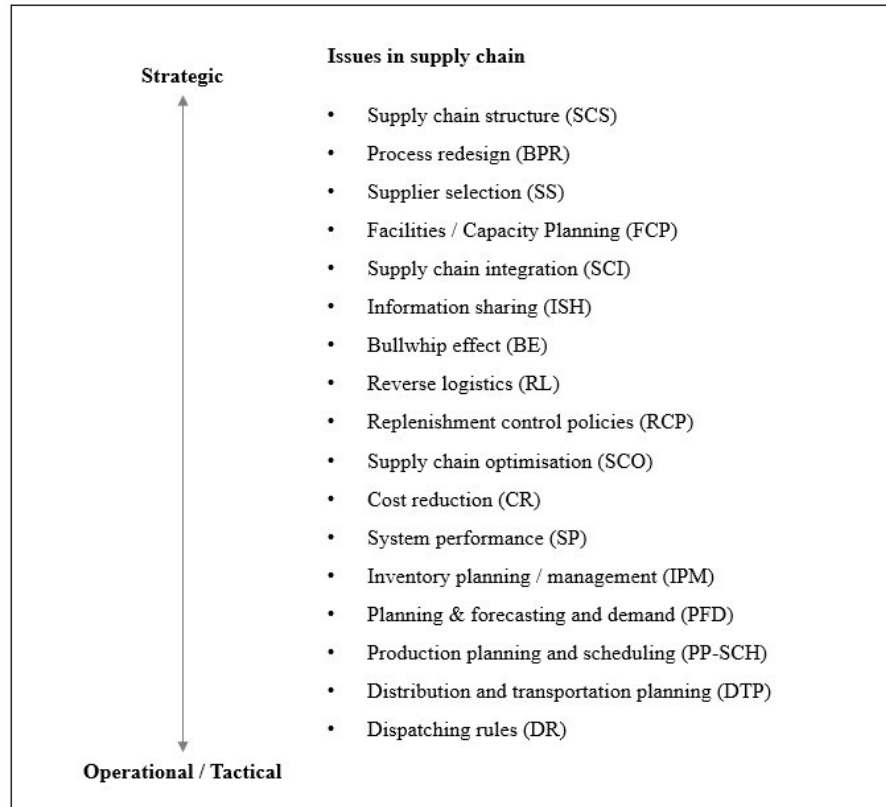 Issues in supply chain
Strategic
• Supply chain structure (SCS)
• Process redesign (BPR)
• Supplier selection (SS)
• Facilities / Capacity Planning (FCP)
• Supply chain integration (SCI)
• Information sharing (ISH)
• Bullwhip effect (BE)
• Reverse logistics (RL)
• Replenishment control policies (RCP)
• Supply chain optimisation (SCO)
• Cost reduction (CR)
• System performance (SP)
• Inventory planning / management (IPM)
• Planning & forecasting and demand (PFD)
• Production planning and scheduling (PP-SCH)
• Distribution and transportation planning (DTP)
• Dispatching rules (DR)
Operational / Tactical